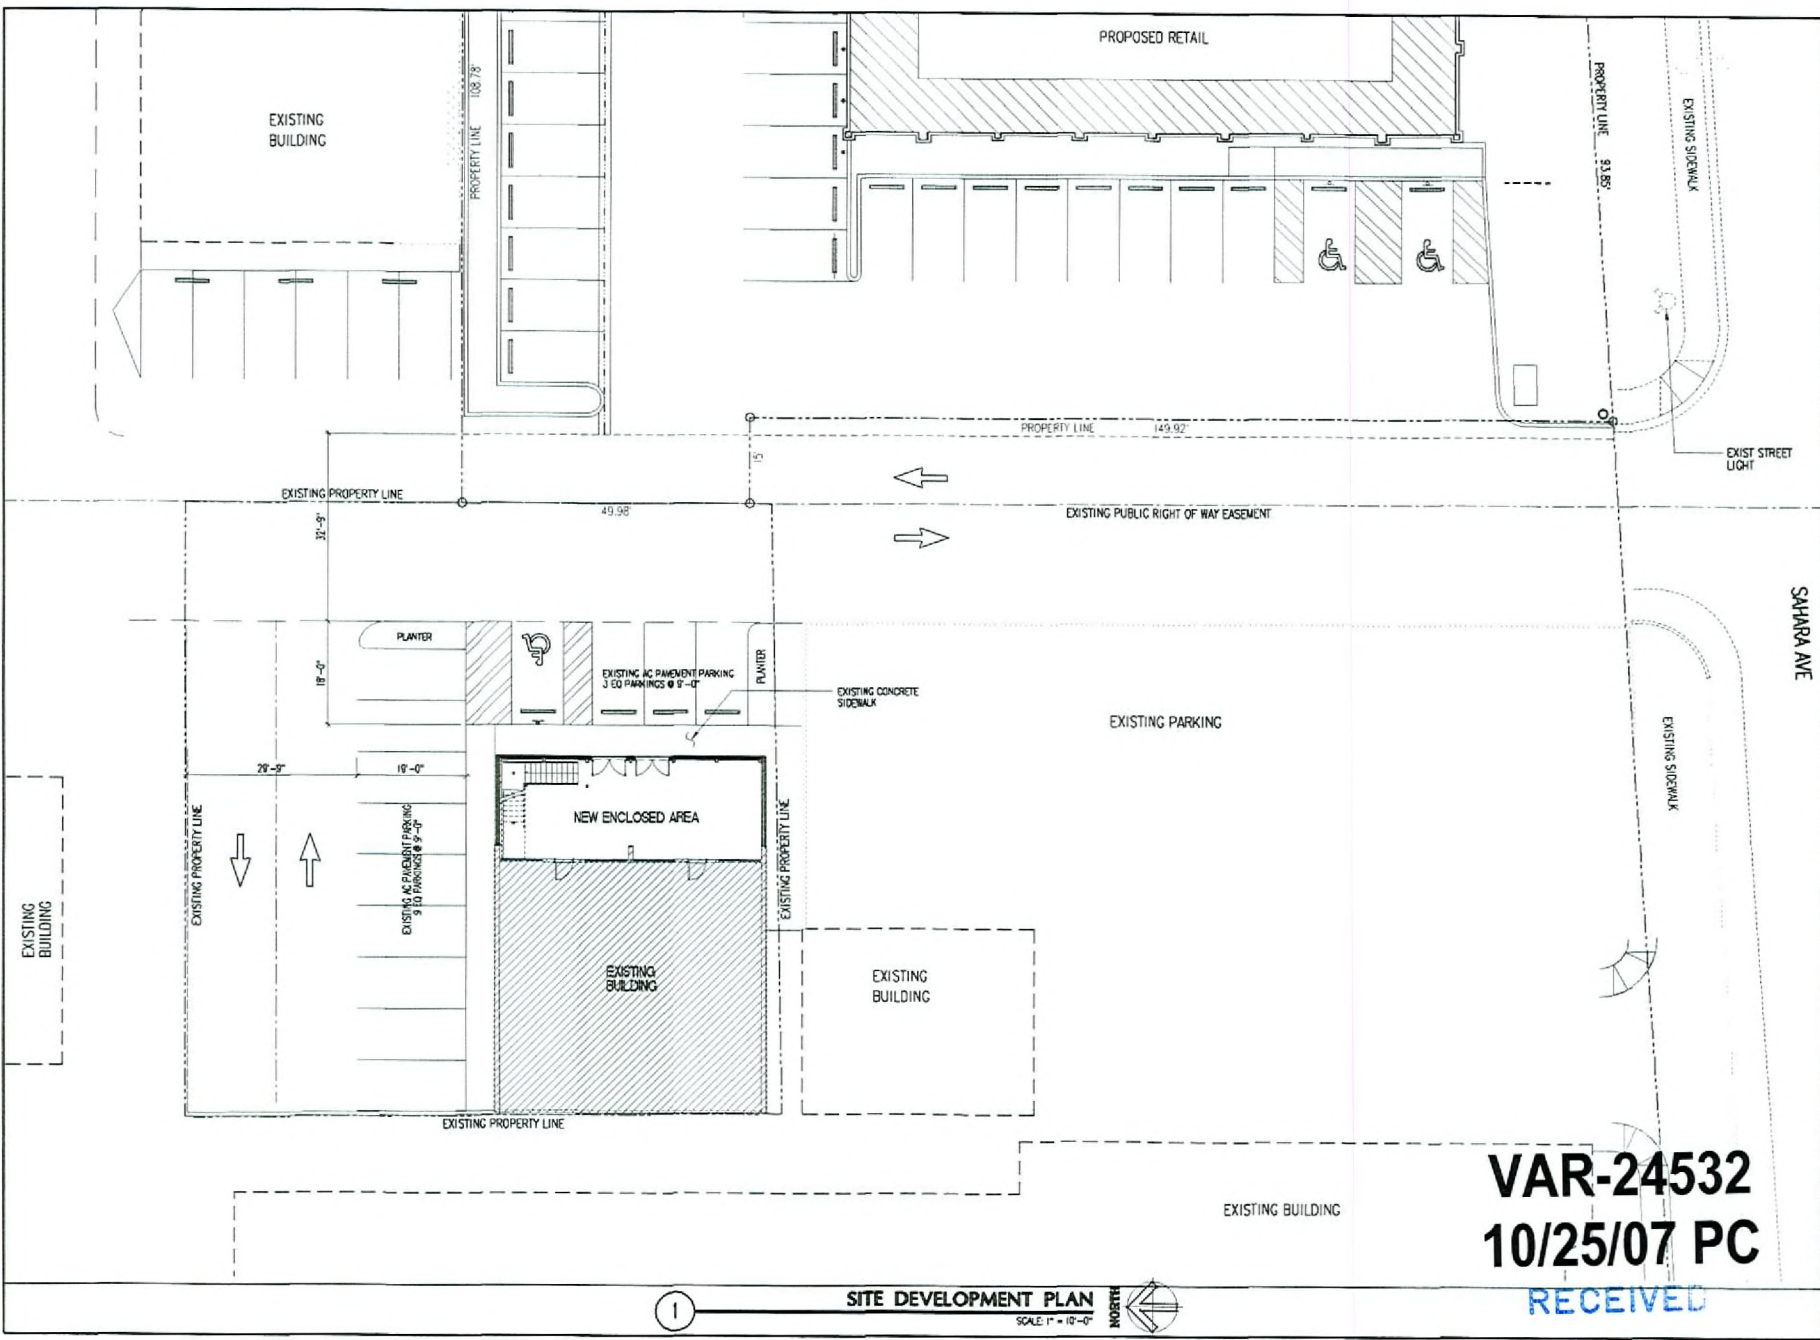 PROPOSED RETAIL
EXISTING
BUILDING
PROPERTY LINE 108.78'
PROPERTY LINE 93.85'
EXISTING SIDEWALK
PROPERTY LINE 149.92'
EXIST STREET
LIGHT
15'
EXISTING PROPERTY LINE
49.98'
EXISTING PUBLIC RIGHT OF WAY EASEMENT
32'-9"
SAHARA AVE
PLANTER
EXISTING AC PAVEMENT PARKING
3 EQ PARKINGS @ 9'-0"
PLANTER
18'-0"
EXISTING CONCRETE
SIDEWALK
EXISTING PARKING
EXISTING SIDEWALK
29'-9"
19'-0"
NEW ENCLOSED AREA
EXISTING PROPERTY LINE
EXISTING AC PAVEMENT PARKING
9 EQ PARKINGS @ 9'-0"
EXISTING PROPERTY LINE
EXISTING
BUILDING
EXISTING
BUILDING
EXISTING
BUILDING
EXISTING PROPERTY LINE
EXISTING BUILDING
VAR-24532
10/25/07 PC
RECEIVED
1
SITE DEVELOPMENT PLAN
SCALE: 1" = 10'-0"
NORTH